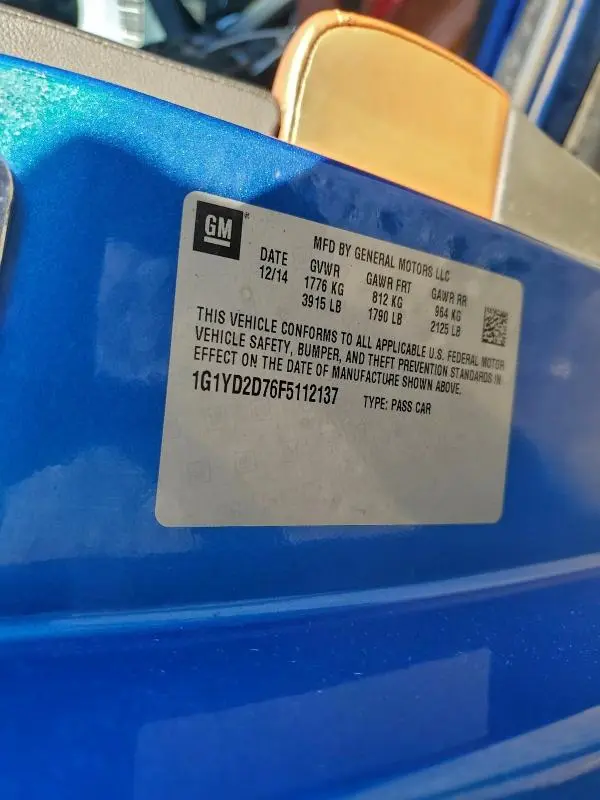 GM
MFD BY GENERAL MOTORS LLC
DATE GVWR GAWR FRT GAWR RR
12/14 1776 KG 812 KG 964 KG
3915 LB 1790 LB 2125 LB
THIS VEHICLE CONFORMS TO ALL APPLICABLE U.S. FEDERAL MOTOR
VEHICLE SAFETY, BUMPER, AND THEFT PREVENTION STANDARDS IN
EFFECT ON THE DATE OF MANUFACTURE SHOWN ABOVE.
1G1YD2D76F5112137 TYPE: PASS CAR